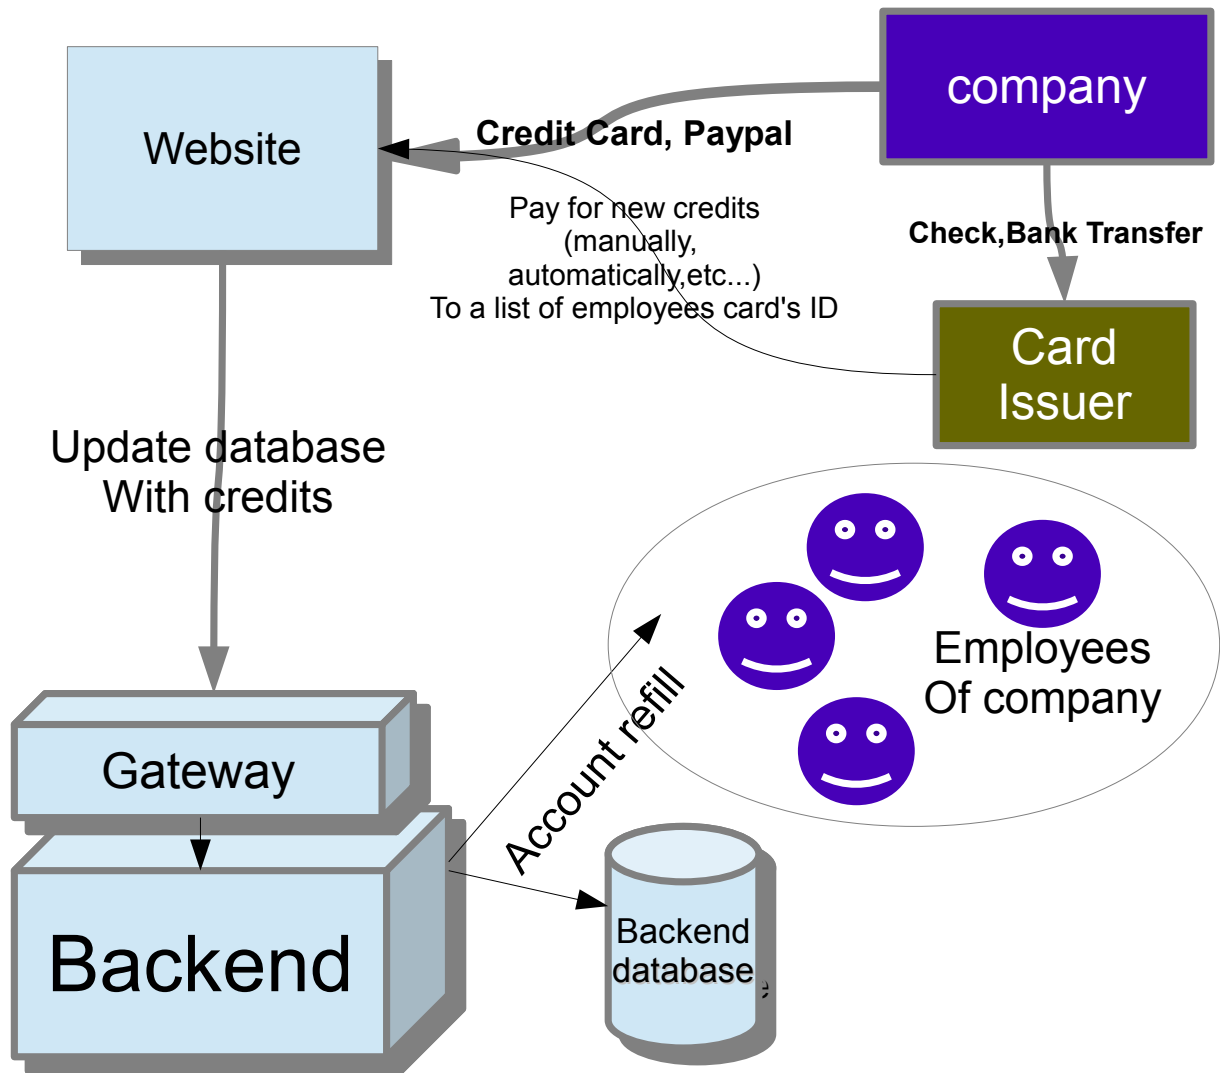 company
Website
Credit Card, Paypal
Pay for new credits
(manually,
automatically,etc...)
To a list of employees card's ID
Check,Bank Transfer
Card
Issuer
Update database
With credits
Employees
Of company
Account refill
Gateway
Backend
Backend
database